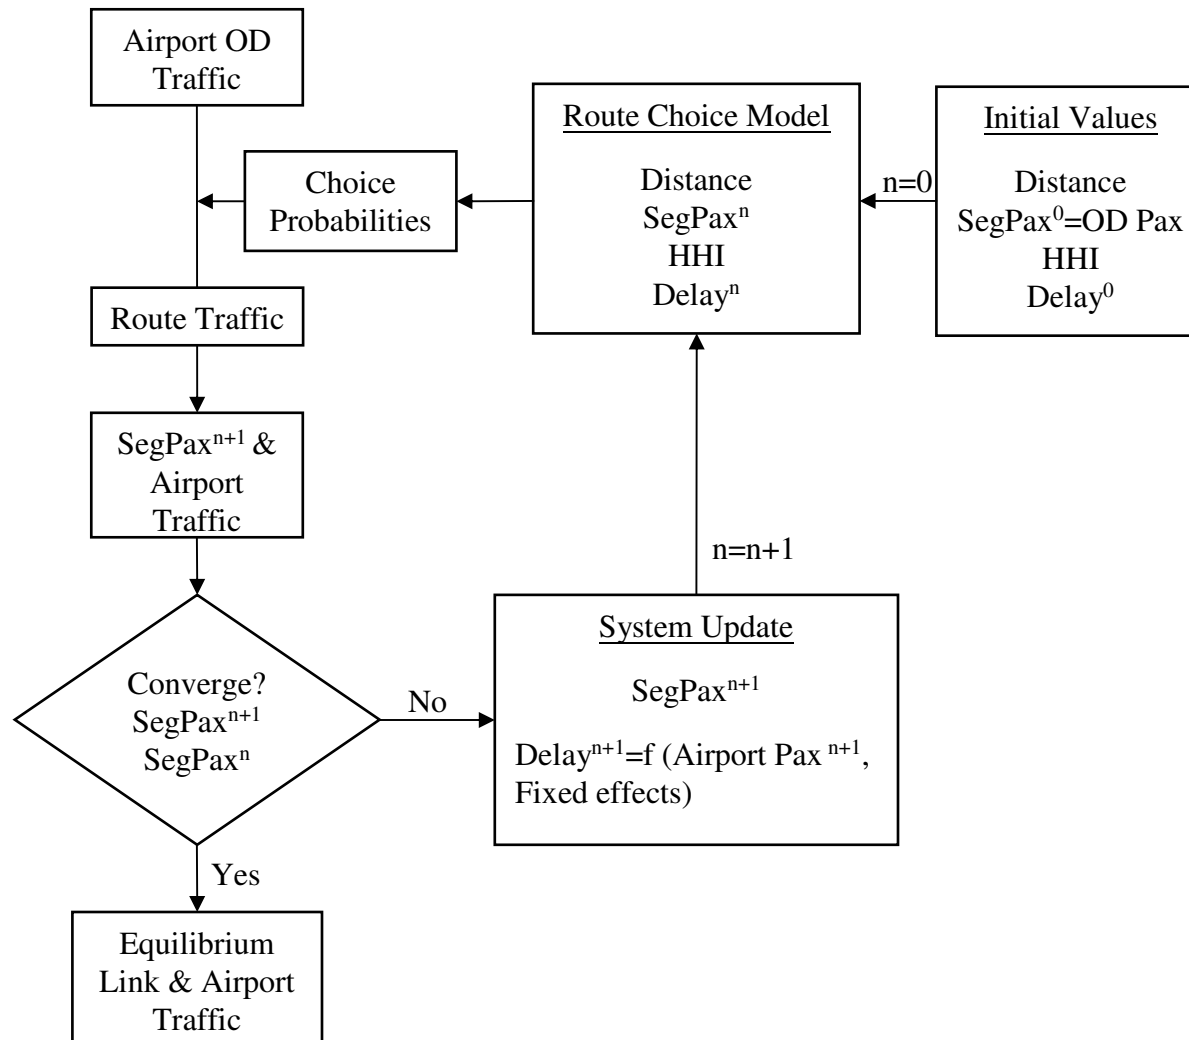 Airport OD
Traffic
Route Choice Model
Distance
SegPaxⁿ
HHI
Delayⁿ
n=0
Initial Values
Distance
SegPax⁰=OD Pax
HHI
Delay⁰
Choice
Probabilities
Route Traffic
SegPaxⁿ⁺¹ &
Airport
Traffic
n=n+1
Converge?
SegPaxⁿ⁺¹
SegPaxⁿ
No
System Update
SegPaxⁿ⁺¹
Delayⁿ⁺¹=f (Airport Pax ⁿ⁺¹,
Fixed effects)
Yes
Equilibrium
Link & Airport
Traffic